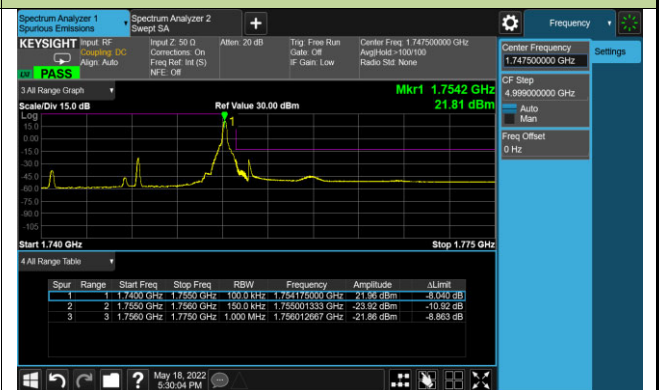 Spectrum Analyzer 1
Spurious Emissions
Spectrum Analyzer 2
Swept SA
Frequency
KEYSIGHT
Input: RF
Coupling: DC
Align: Auto
Input Z: 50 Ω
Corrections: On
Freq Ref: Int (S)
NFE: Off
Atten: 20 dB
Trig: Free Run
Gate: Off
IF Gain: Low
Center Freq: 1.747500000 GHz
Avg|Hold:>100/100
Radio Std: None
PASS
Center Frequency
1.747500000 GHz
Settings
CF Step
4.999000000 GHz
Auto
Man
Freq Offset
0 Hz
3 All Range Graph
Mkr1 1.7542 GHz
21.81 dBm
Scale/Div 15.0 dB
Ref Value 30.00 dBm
Log
15.0
0.00
-15.0
-30.0
-45.0
-60.0
-75.0
-90.0
-105
1
Start 1.740 GHz
Stop 1.775 GHz
4 All Range Table
Spur Range Start Freq Stop Freq RBW Frequency Amplitude ΔLimit
1 1 1.7400 GHz 1.7550 GHz 100.0 kHz 1.754175000 GHz 21.96 dBm -8.040 dB
2 2 1.7550 GHz 1.7560 GHz 150.0 kHz 1.755001333 GHz -23.92 dBm -10.92 dB
3 3 1.7560 GHz 1.7750 GHz 1.000 MHz 1.756012667 GHz -21.86 dBm -8.863 dB
May 18, 2022
5:30:04 PM